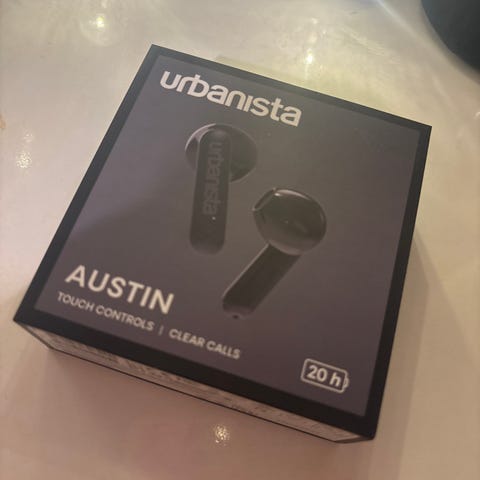 urbanista
urbanista
AUSTIN
TOUCH CONTROLS | CLEAR CALLS
20 h